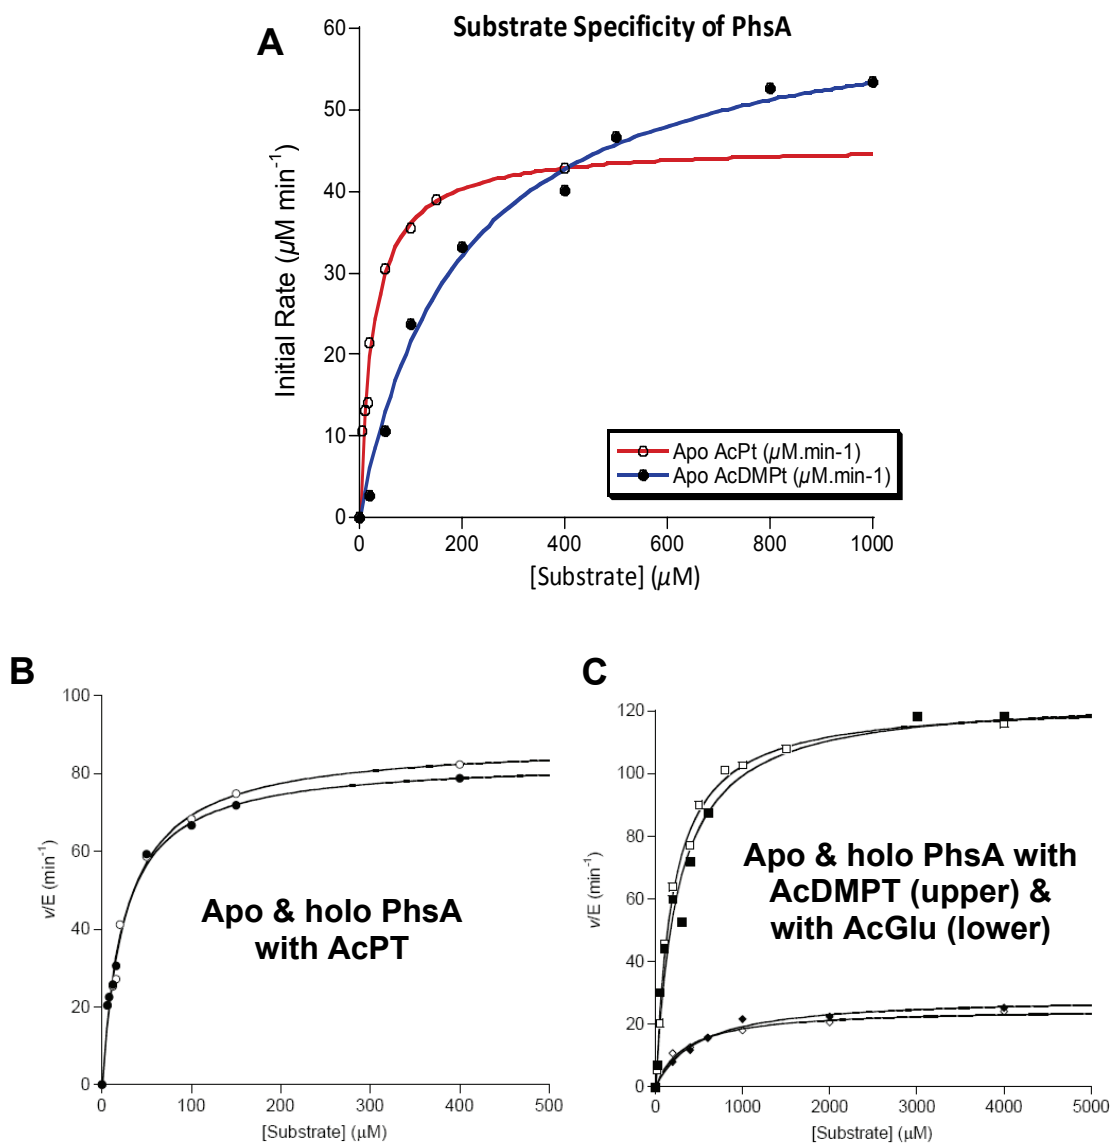 A
Substrate Specificity of PhsA
60
50
40
30
20
10
0
Initial Rate (µM min-1)
Apo AcPt (µM.min-1)
Apo AcDMPt (µM.min-1)
0 200 400 600 800 1000
[Substrate] (µM)
B
100
80
60
40
20
0
v/E (min-1)
Apo & holo PhsA
with AcPT
0 100 200 300 400 500
[Substrate] (µM)
C
120
100
80
60
40
20
0
v/E (min-1)
Apo & holo PhsA with
AcDMPT (upper) &
with AcGlu (lower)
0 1000 2000 3000 4000 5000
[Substrate] (µM)